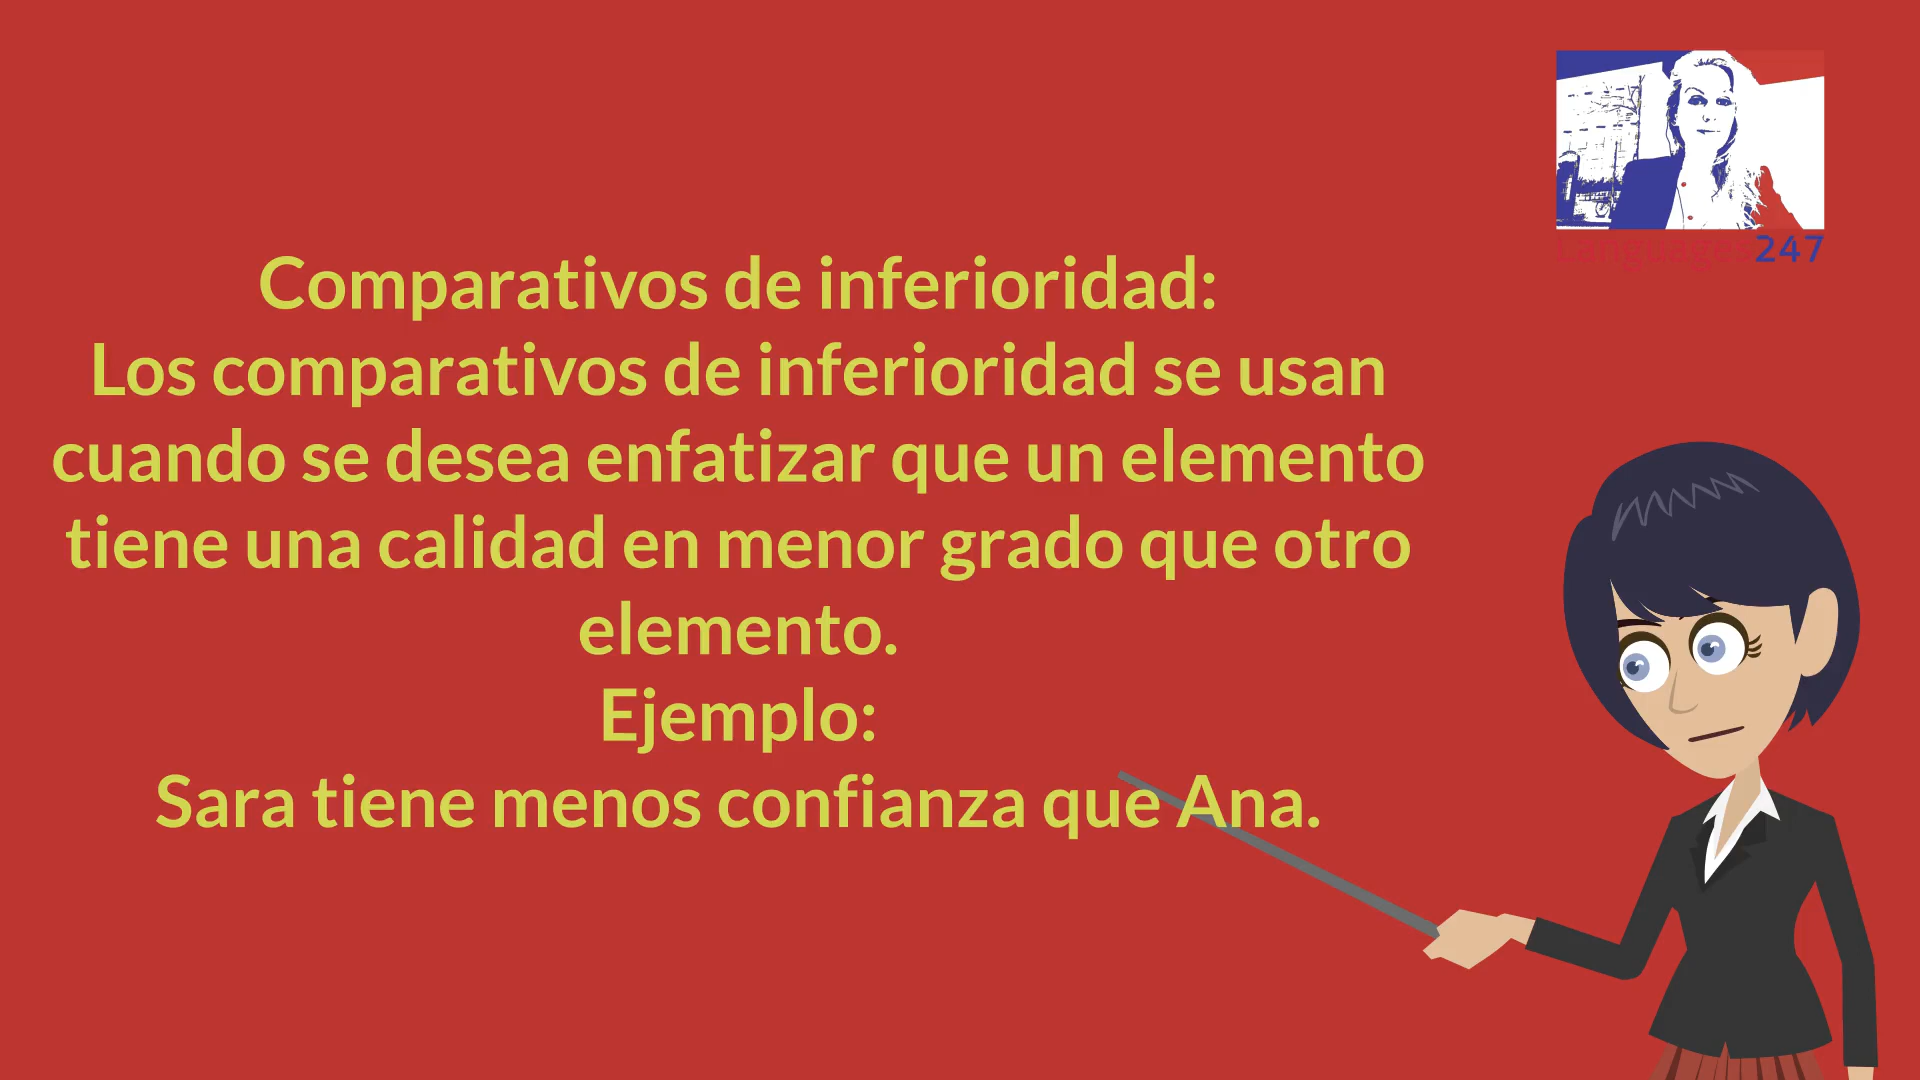 Languages247
Comparativos de inferioridad:
Los comparativos de inferioridad se usan
cuando se desea enfatizar que un elemento
tiene una calidad en menor grado que otro
elemento.
Ejemplo:
Sara tiene menos confianza que Ana.